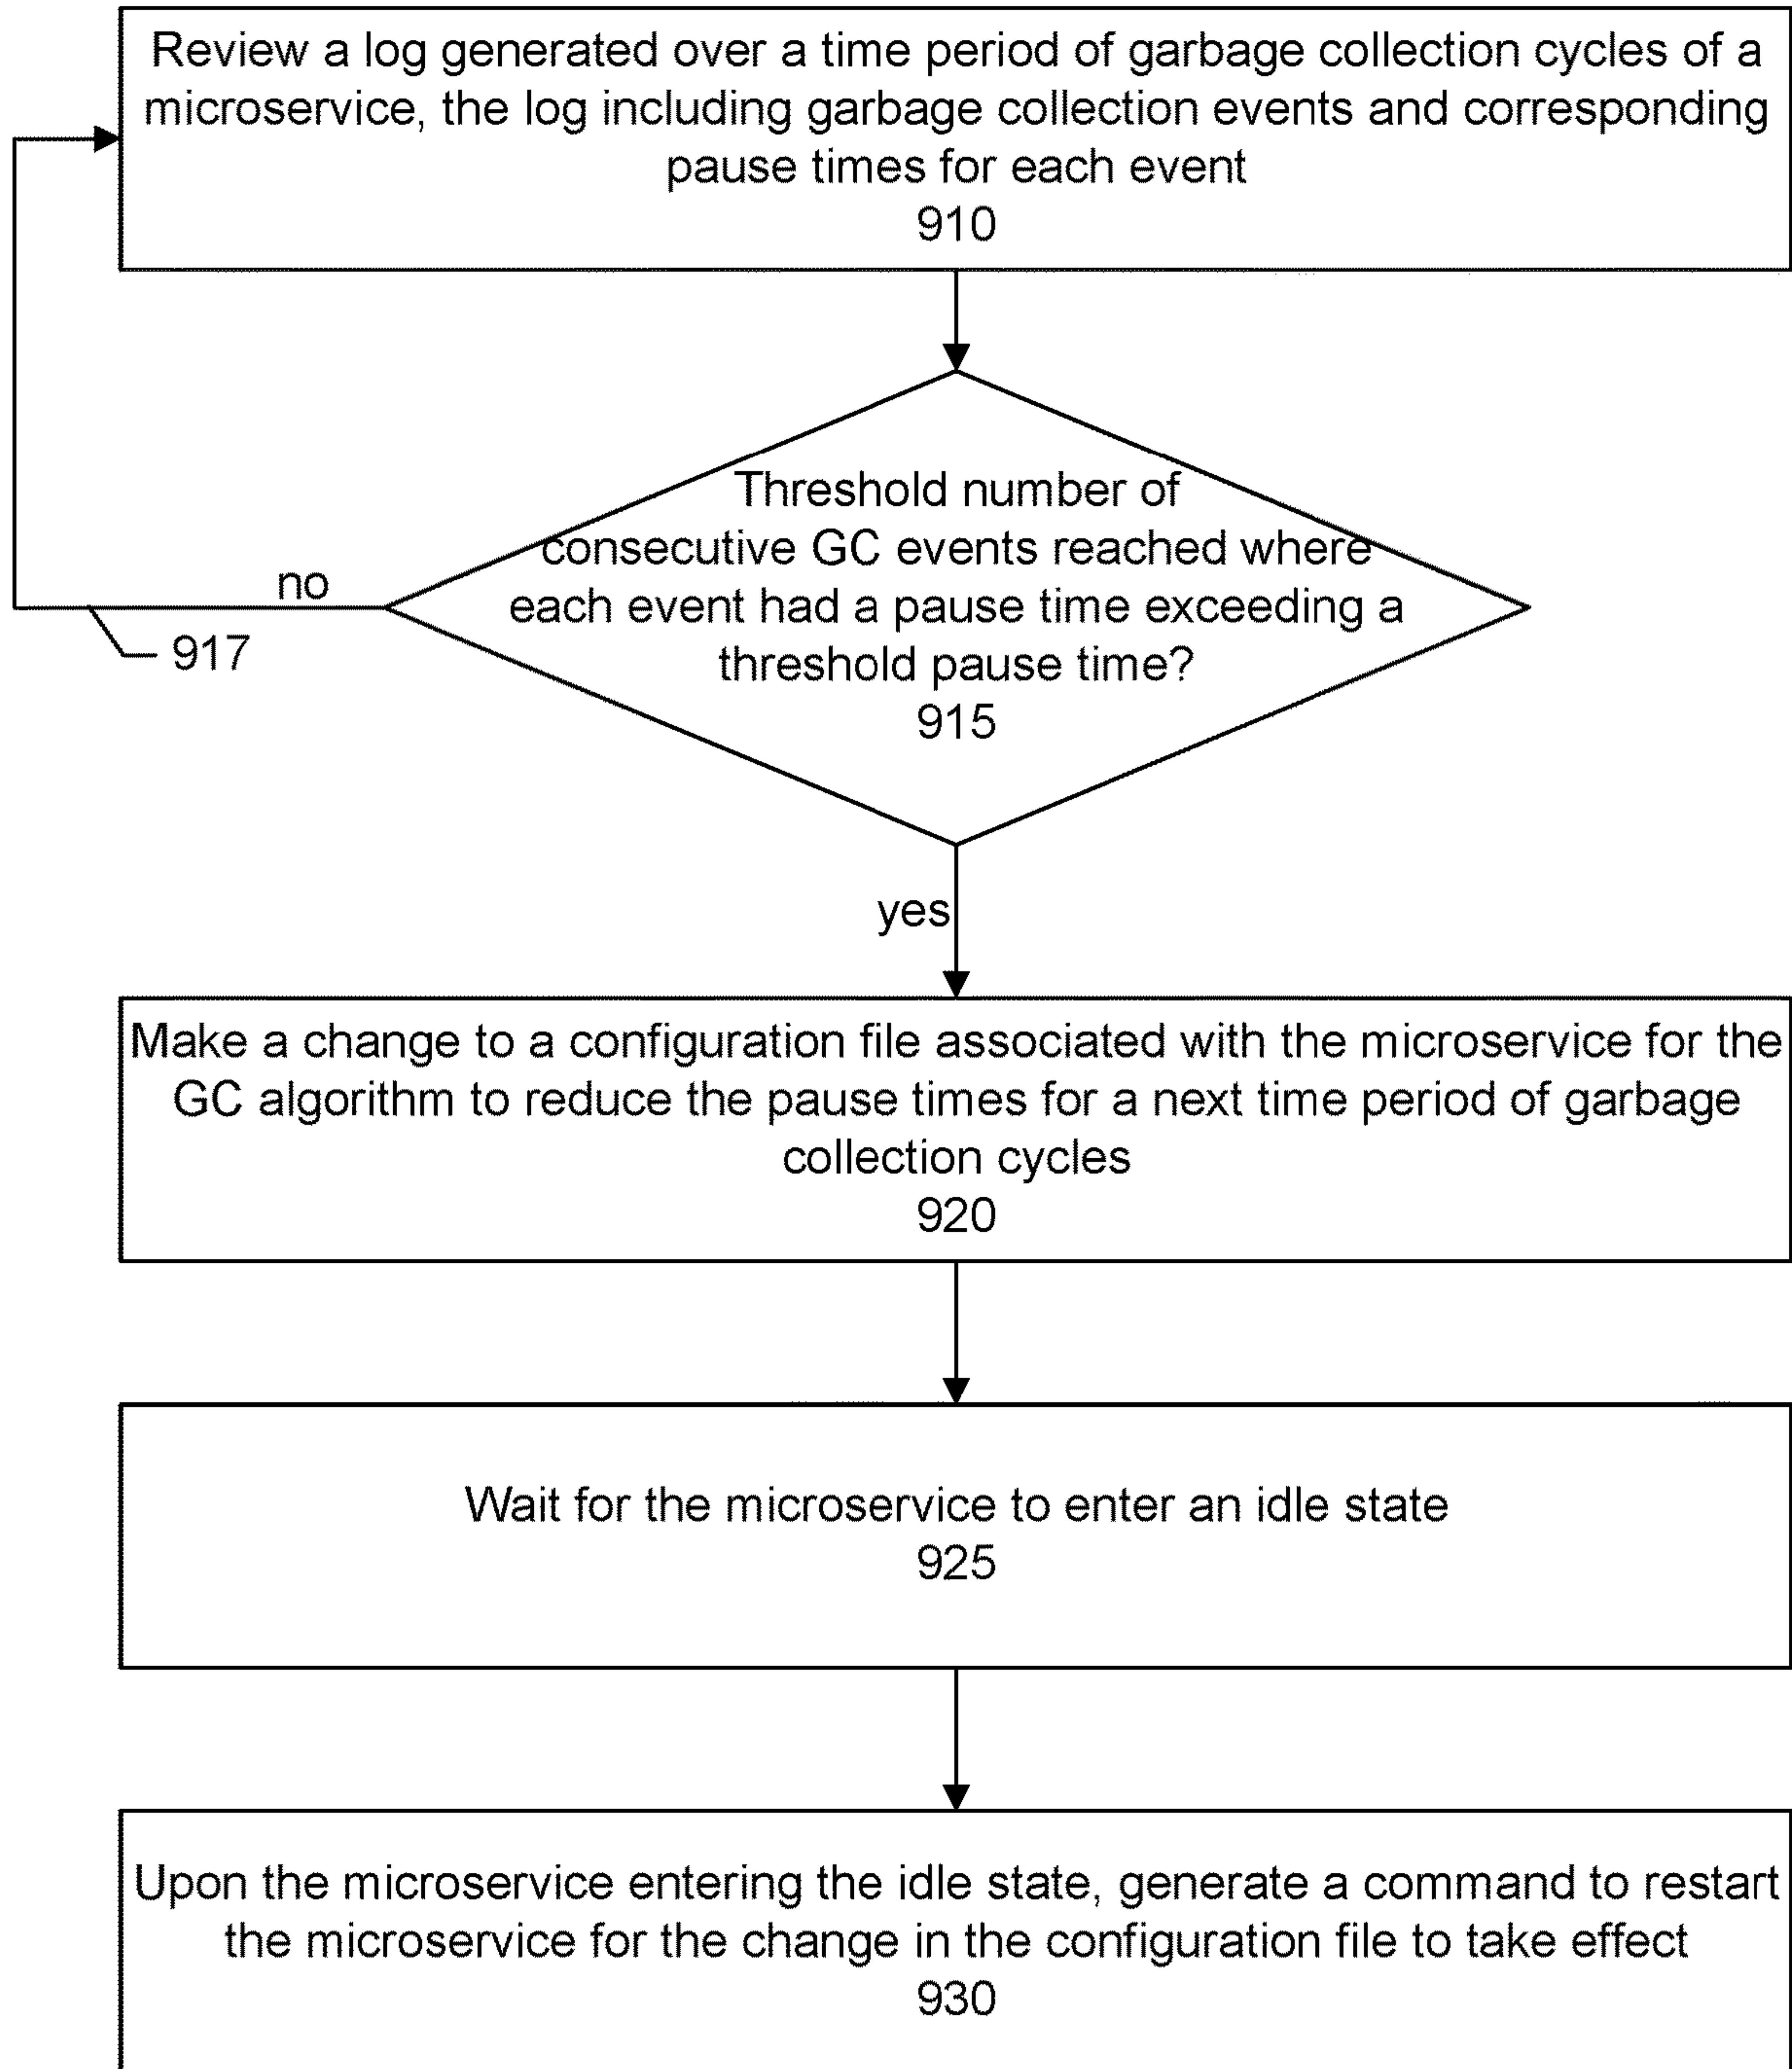 Review a log generated over a time period of garbage collection cycles of a
microservice, the log including garbage collection events and corresponding
pause times for each event
910
Threshold number of
consecutive GC events reached where
each event had a pause time exceeding a
threshold pause time?
915
no
917
yes
Make a change to a configuration file associated with the microservice for the
GC algorithm to reduce the pause times for a next time period of garbage
collection cycles
920
Wait for the microservice to enter an idle state
925
Upon the microservice entering the idle state, generate a command to restart
the microservice for the change in the configuration file to take effect
930